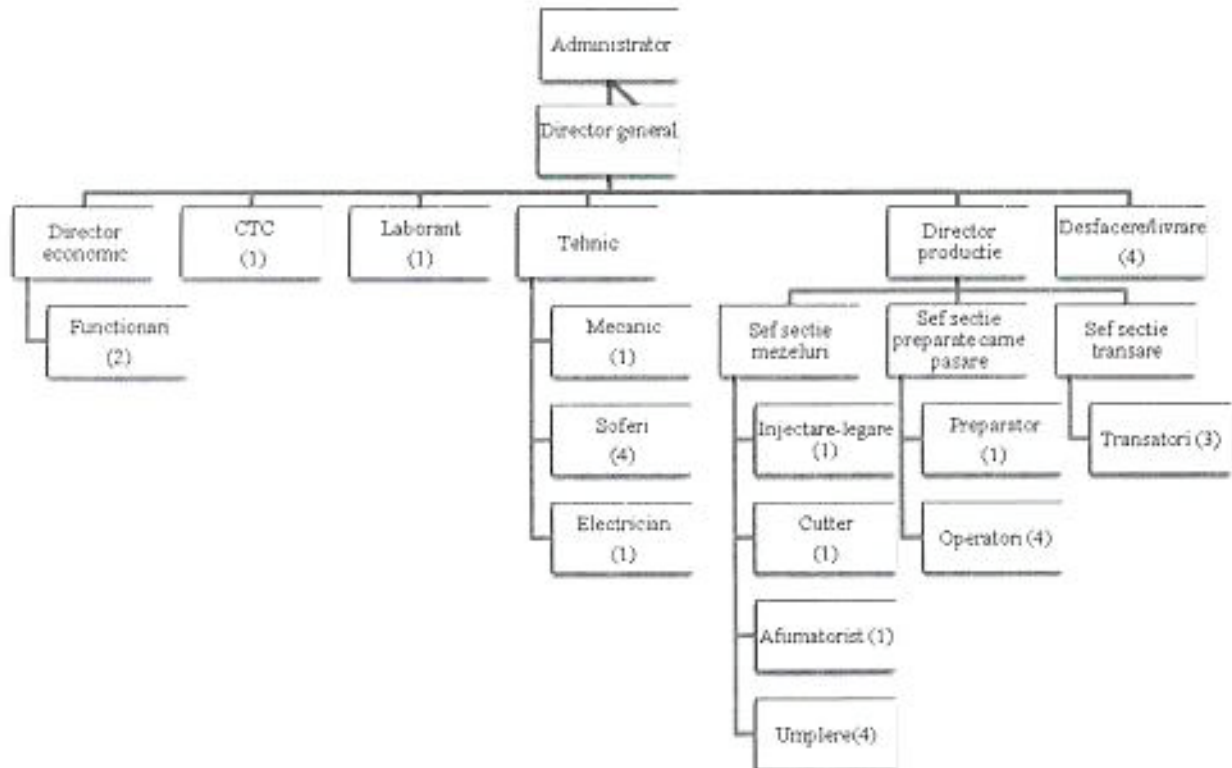 Administrator
Director general
Director
economic
CTC
(1)
Laborant
(1)
Tehnic
Director
productie
Desfacere/livrare
(4)
Functionari
(2)
Mecanic
(1)
Soferi
(4)
Electrician
(1)
Sef sectie
mezeluri
Injectare-legare
(1)
Cutter
(1)
Afumatorist (1)
Umplere(4)
Sef sectie
preparate carne
pasare
Preparator
(1)
Operatori (4)
Sef sectie
transare
Transatori (3)